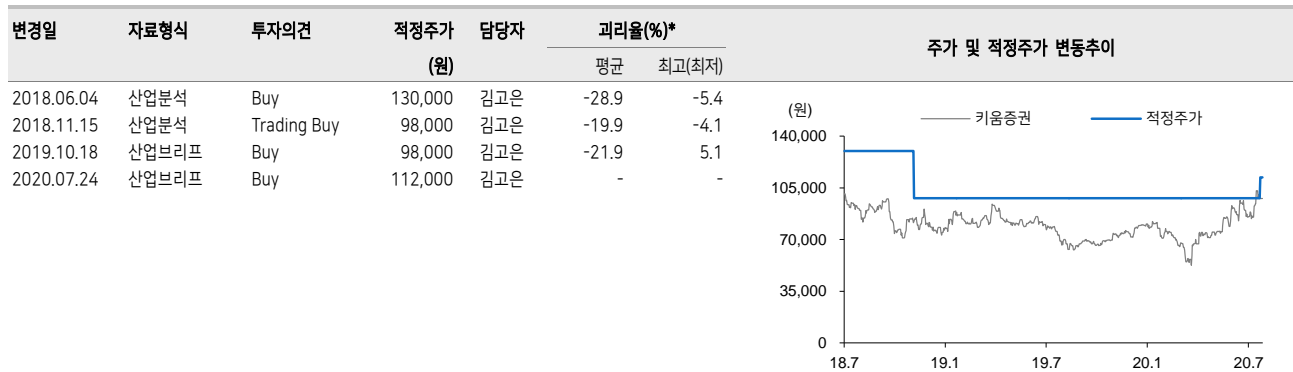 변경일 자료형식 투자의견 적정주가 담당자 괴리율(%)* 주가 및 적정주가 변동추이
(원) 평균 최고(최저)
2018.06.04 산업분석 Buy 130,000 김고은 -28.9 -5.4
2018.11.15 산업분석 Trading Buy 98,000 김고은 -19.9 -4.1
2019.10.18 산업브리프 Buy 98,000 김고은 -21.9 5.1
2020.07.24 산업브리프 Buy 112,000 김고은 - -
(원) 키움증권 적정주가
140,000
105,000
70,000
35,000
0
18.7 19.1 19.7 20.1 20.7